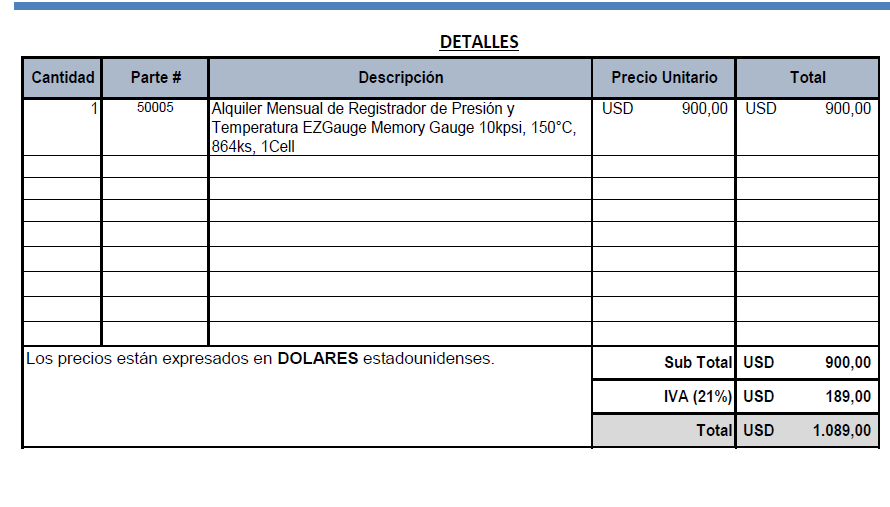 DETALLES
Cantidad Parte # Descripción Precio Unitario Total
1 50005 Alquiler Mensual de Registrador de Presión y USD 900,00 USD 900,00
Temperatura EZGauge Memory Gauge 10kpsi, 150°C,
864ks, 1Cell
Los precios están expresados en DOLARES estadounidenses.
Sub Total USD 900,00
IVA (21%) USD 189,00
Total USD 1.089,00